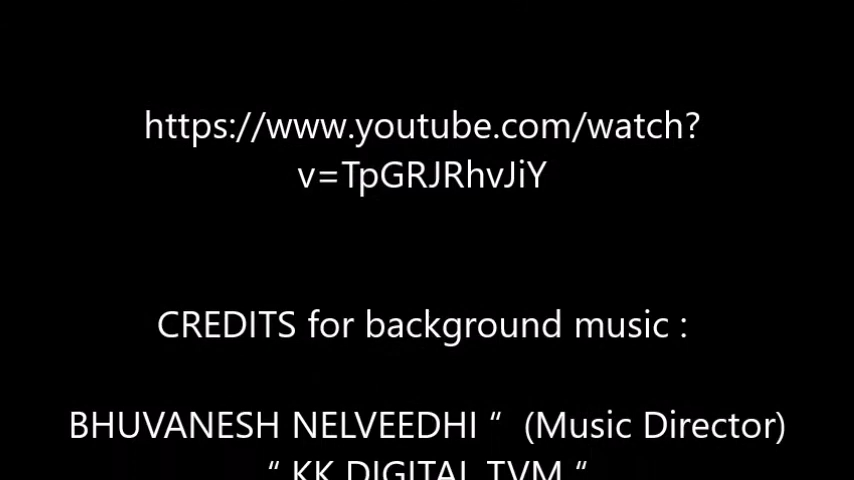 https://www.youtube.com/watch?
v=TpGRJRhvJiY
CREDITS for background music :
BHUVANESH NELVEEDHI “ (Music Director)
“ KK DIGITAL TVM “